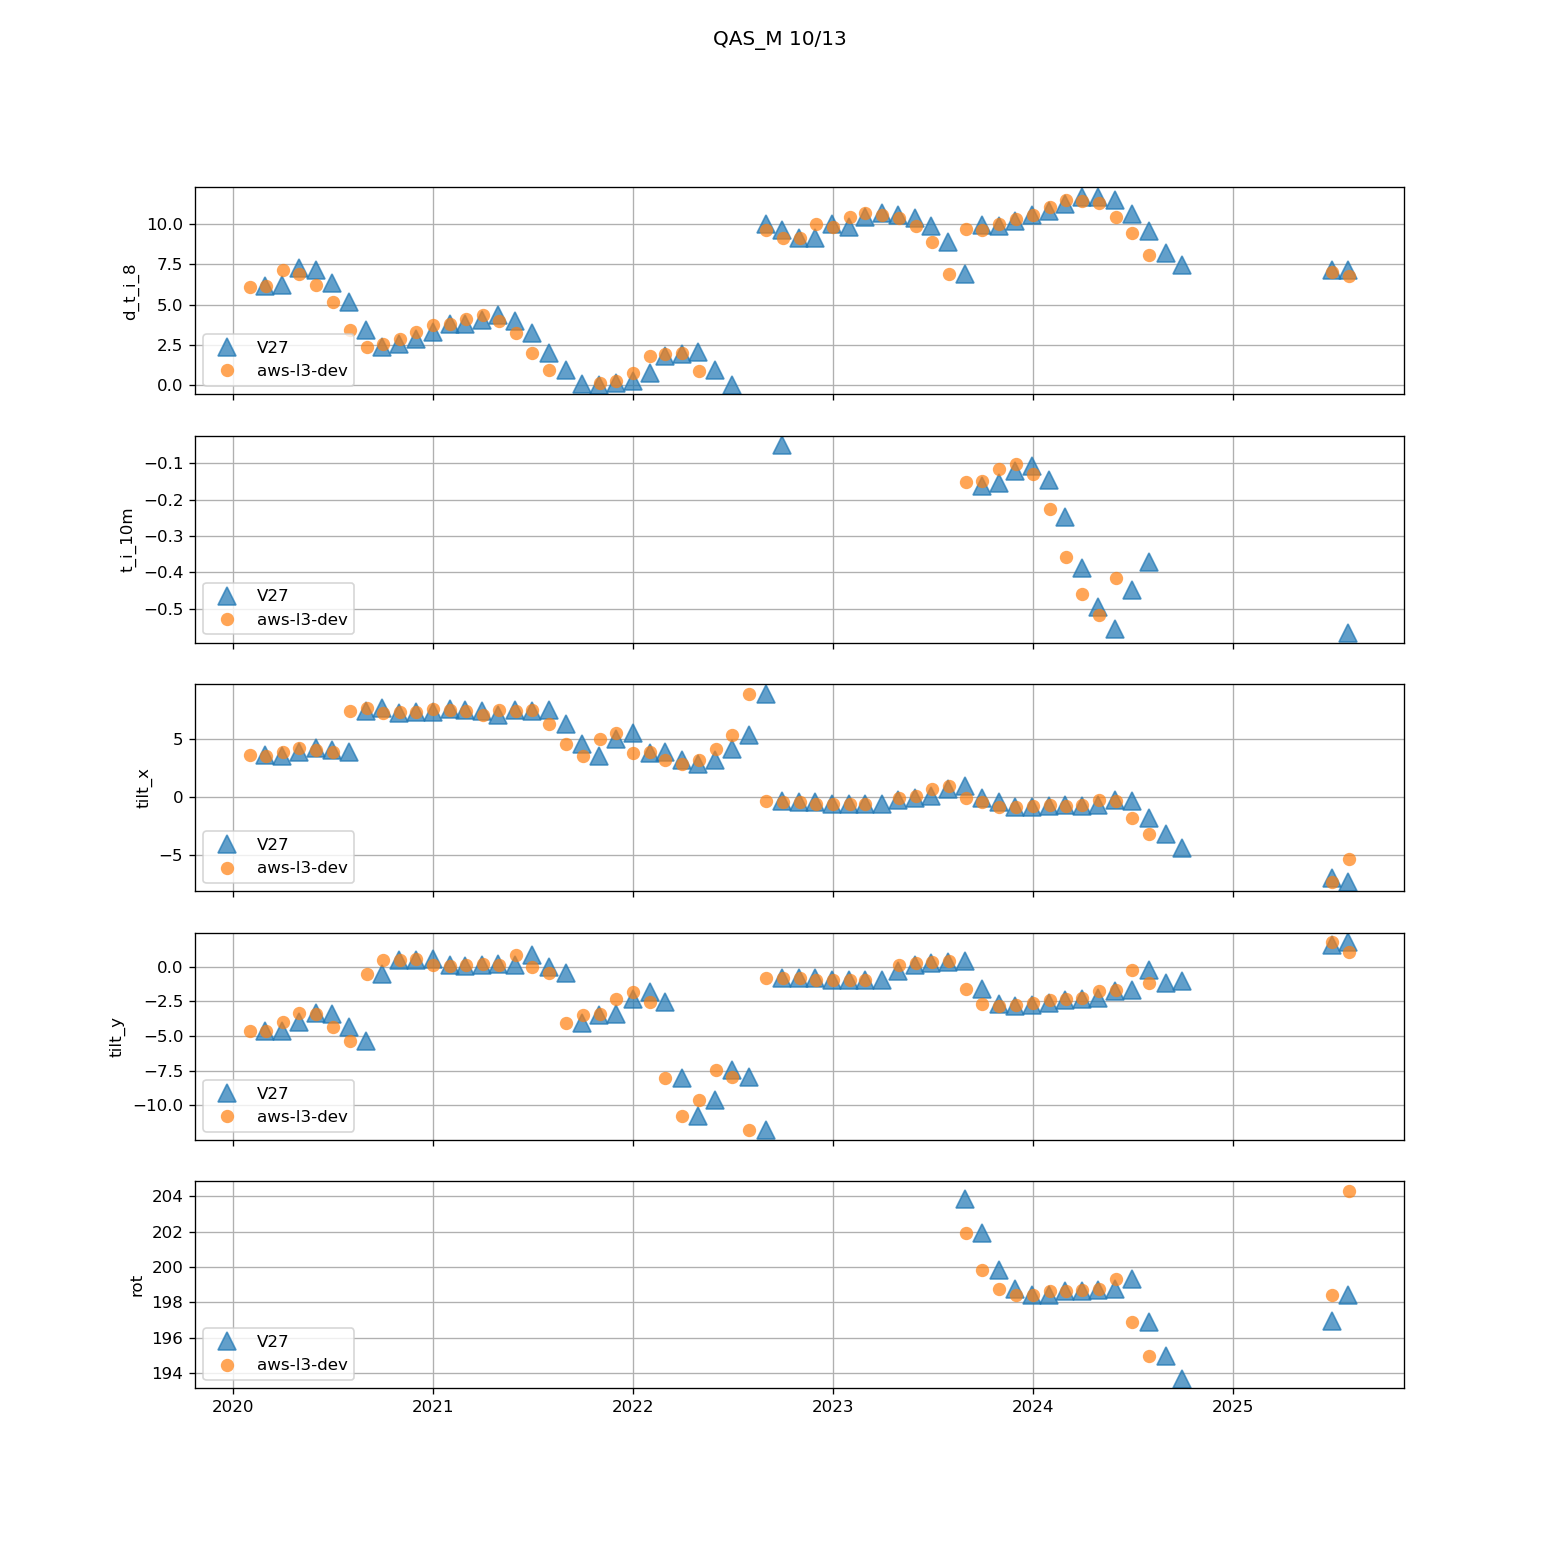 QAS_M 10/13
d_t_i_8
10.0
7.5
5.0
2.5
0.0
V27
aws-l3-dev
t_i_10m
−0.1
−0.2
−0.3
−0.4
−0.5
V27
aws-l3-dev
tilt_x
5
0
−5
V27
aws-l3-dev
tilt_y
0.0
−2.5
−5.0
−7.5
−10.0
V27
aws-l3-dev
rot
204
202
200
198
196
194
V27
aws-l3-dev
2020 2021 2022 2023 2024 2025